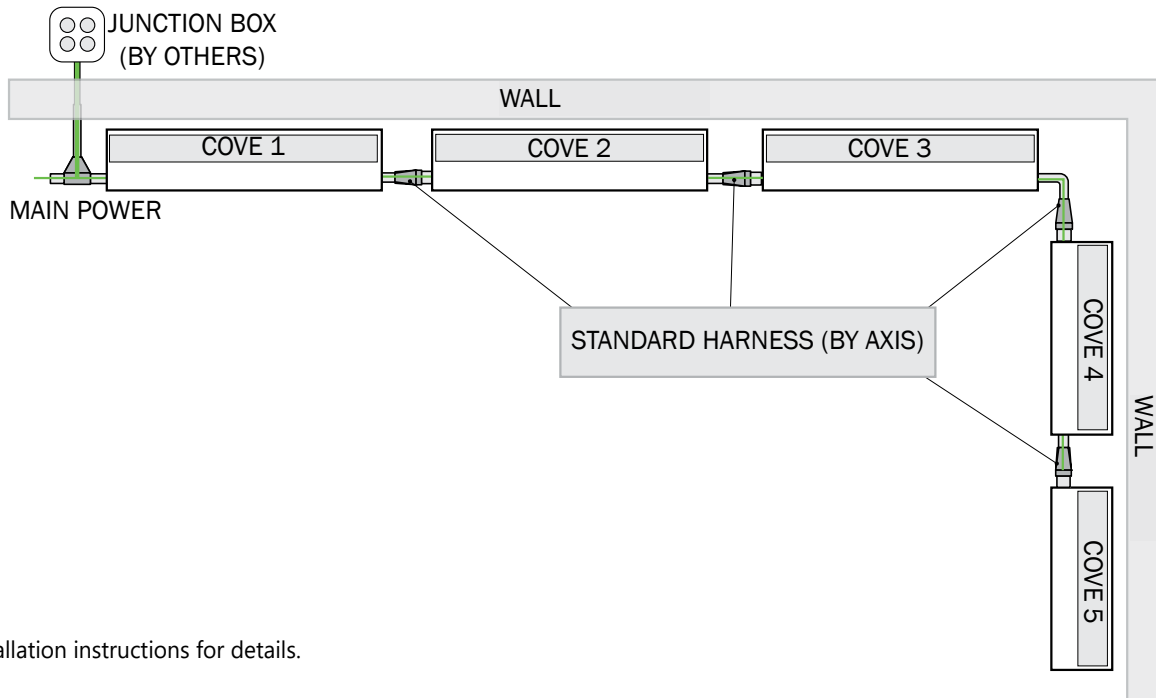 JUNCTION BOX
(BY OTHERS)
WALL
COVE 1
COVE 2
COVE 3
MAIN POWER
STANDARD HARNESS (BY AXIS)
COVE 4
WALL
COVE 5
allation instructions for details.